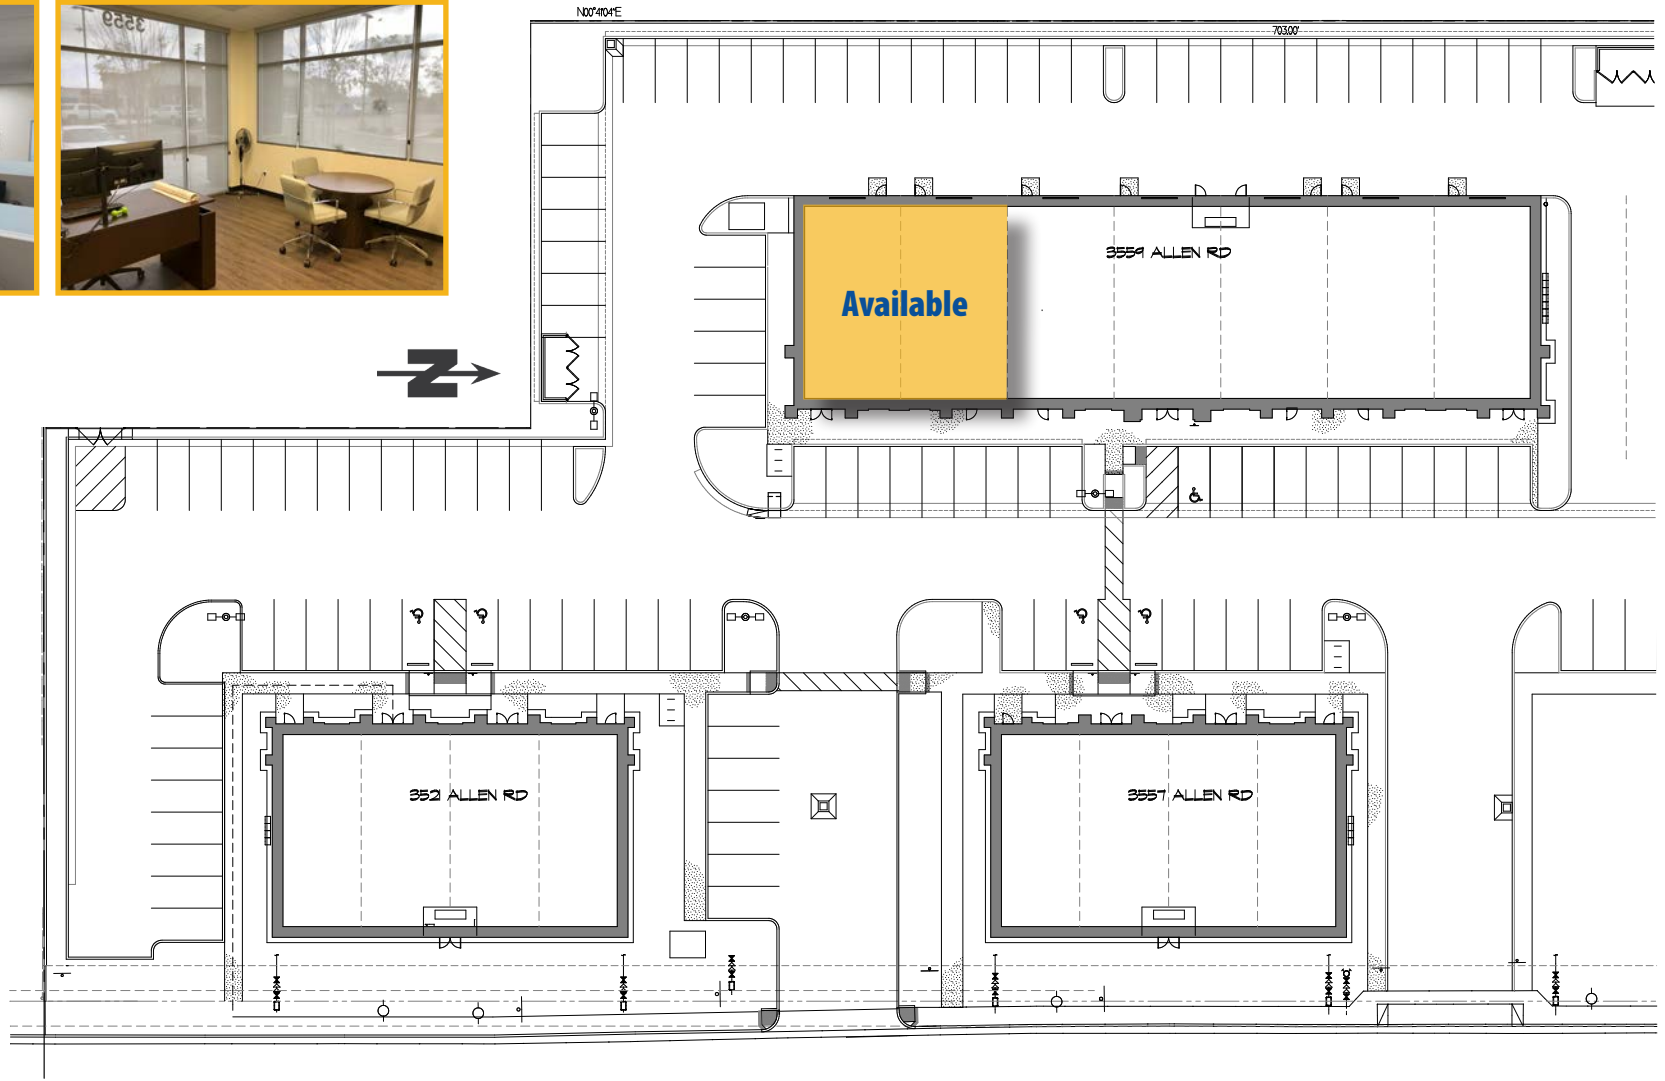 N00°41'04"E
703.00'
3559
3559 ALLEN RD
Available
N
3521 ALLEN RD
3557 ALLEN RD